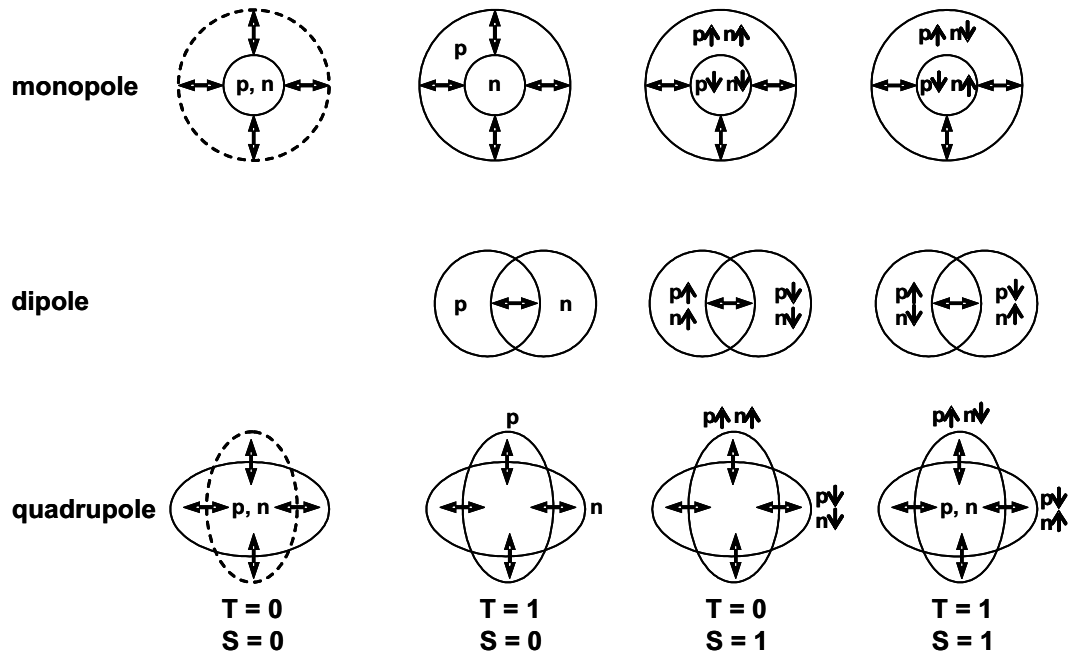 p↑ n↑ p↑ n↓
p
monopole p, n n p↓ n↓ p↓ n↑
p↑ p↓ p↑ p↓
dipole p n
n↑ n↓ n↓ n↑
p p↑ n↑ p↑ n↓
p↓ p↓
quadrupole p, n n p, n
n↓ n↑
T = 0 T = 1 T = 0 T = 1
S = 0 S = 0 S = 1 S = 1